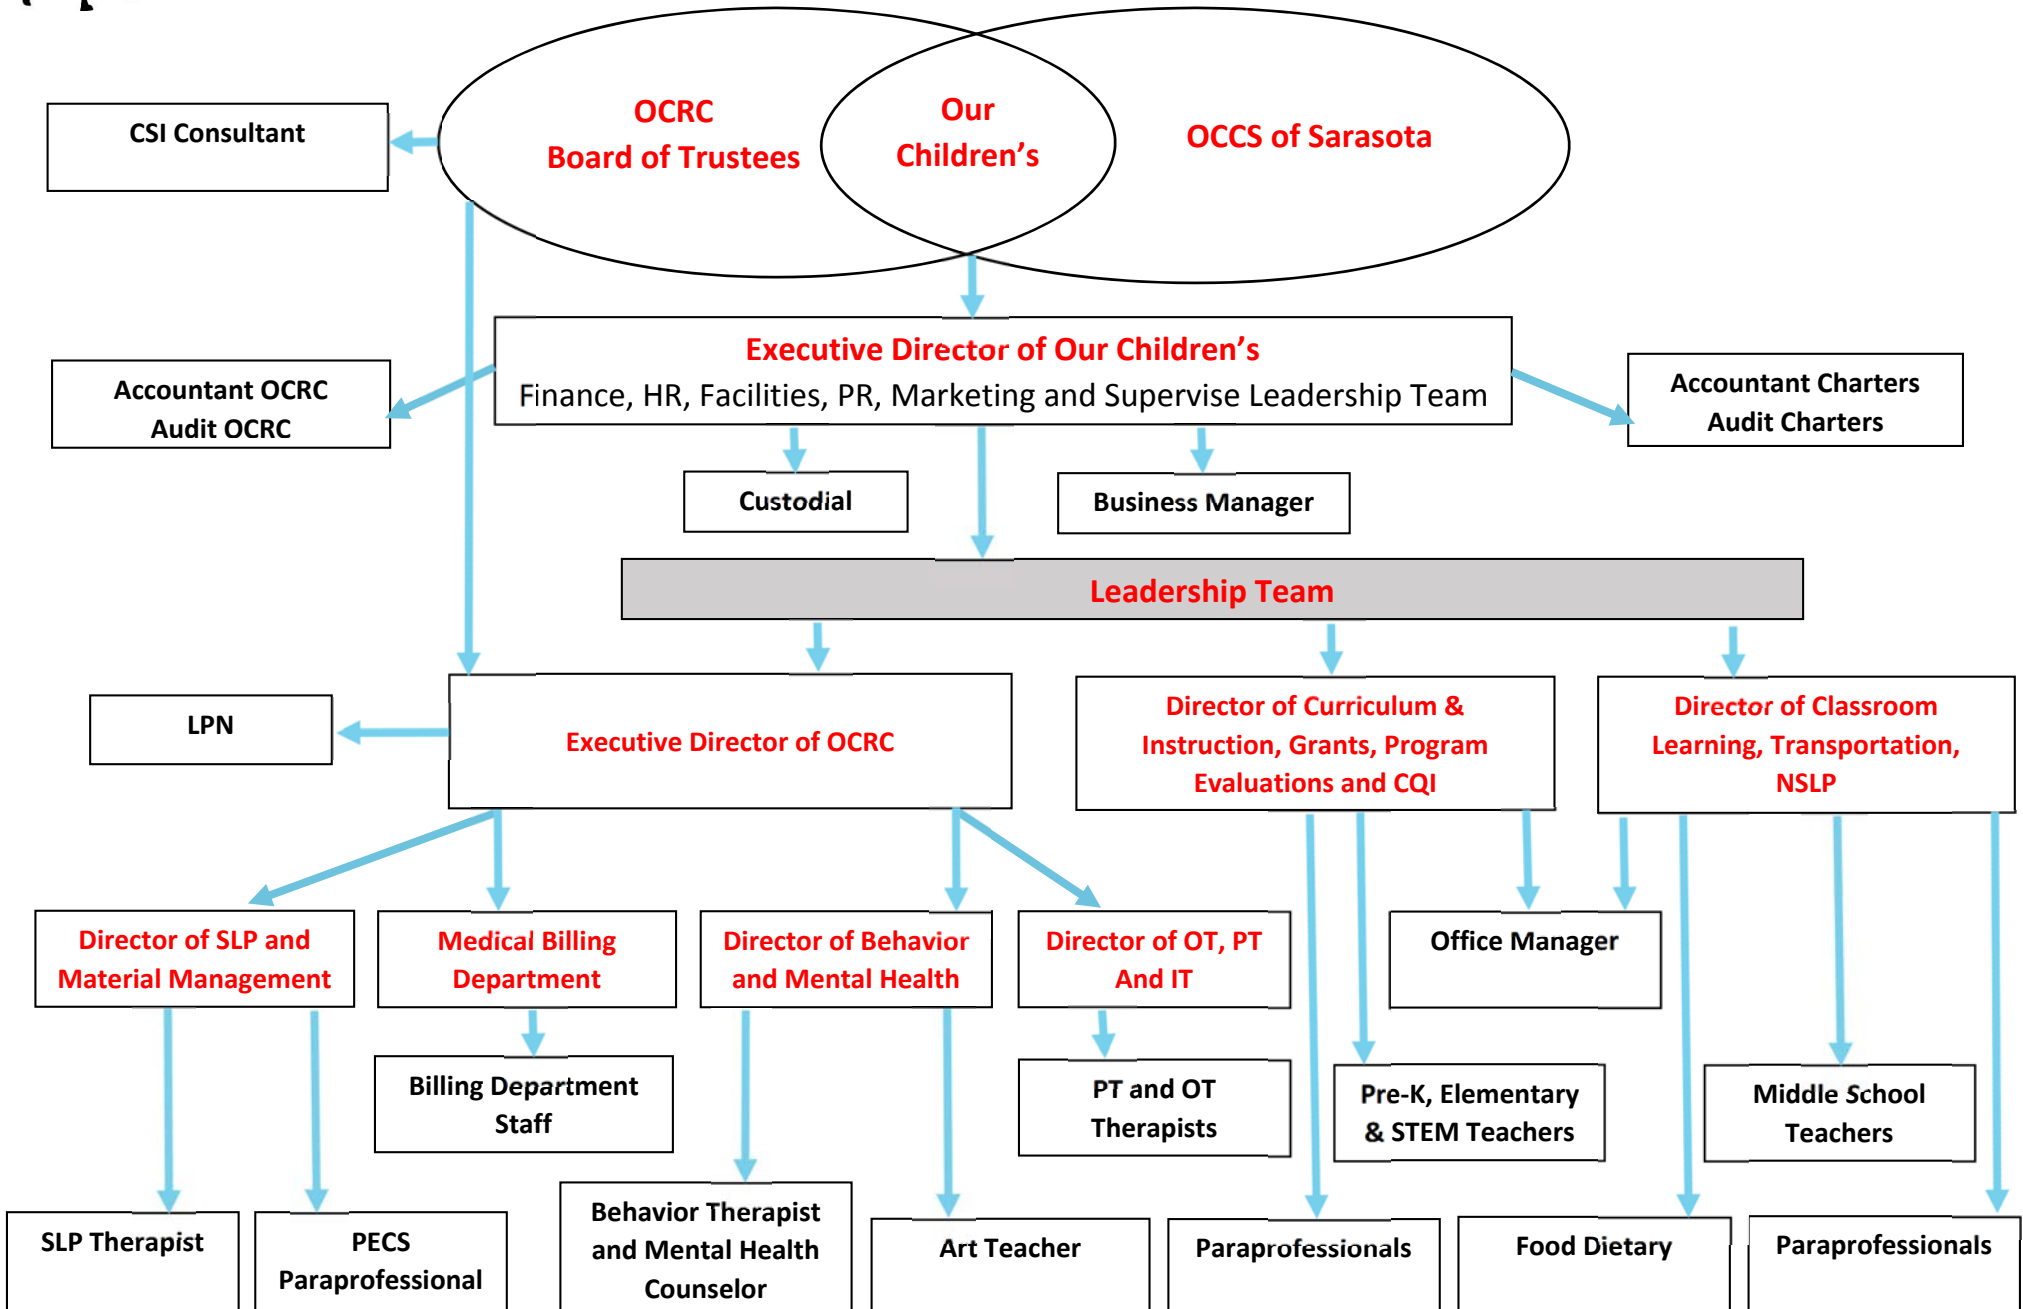 OCRC
Board of Trustees
Our
Children’s
OCCS of Sarasota
CSI Consultant
Executive Director of Our Children’s
Finance, HR, Facilities, PR, Marketing and Supervise Leadership Team
Accountant OCRC
Audit OCRC
Accountant Charters
Audit Charters
Custodial
Business Manager
Leadership Team
LPN
Executive Director of OCRC
Director of Curriculum &
Instruction, Grants, Program
Evaluations and CQI
Director of Classroom
Learning, Transportation,
NSLP
Director of SLP and
Material Management
Medical Billing
Department
Director of Behavior
and Mental Health
Director of OT, PT
And IT
Office Manager
Billing Department
Staff
PT and OT
Therapists
Pre-K, Elementary
& STEM Teachers
Middle School
Teachers
SLP Therapist
PECS
Paraprofessional
Behavior Therapist
and Mental Health
Counselor
Art Teacher
Paraprofessionals
Food Dietary
Paraprofessionals